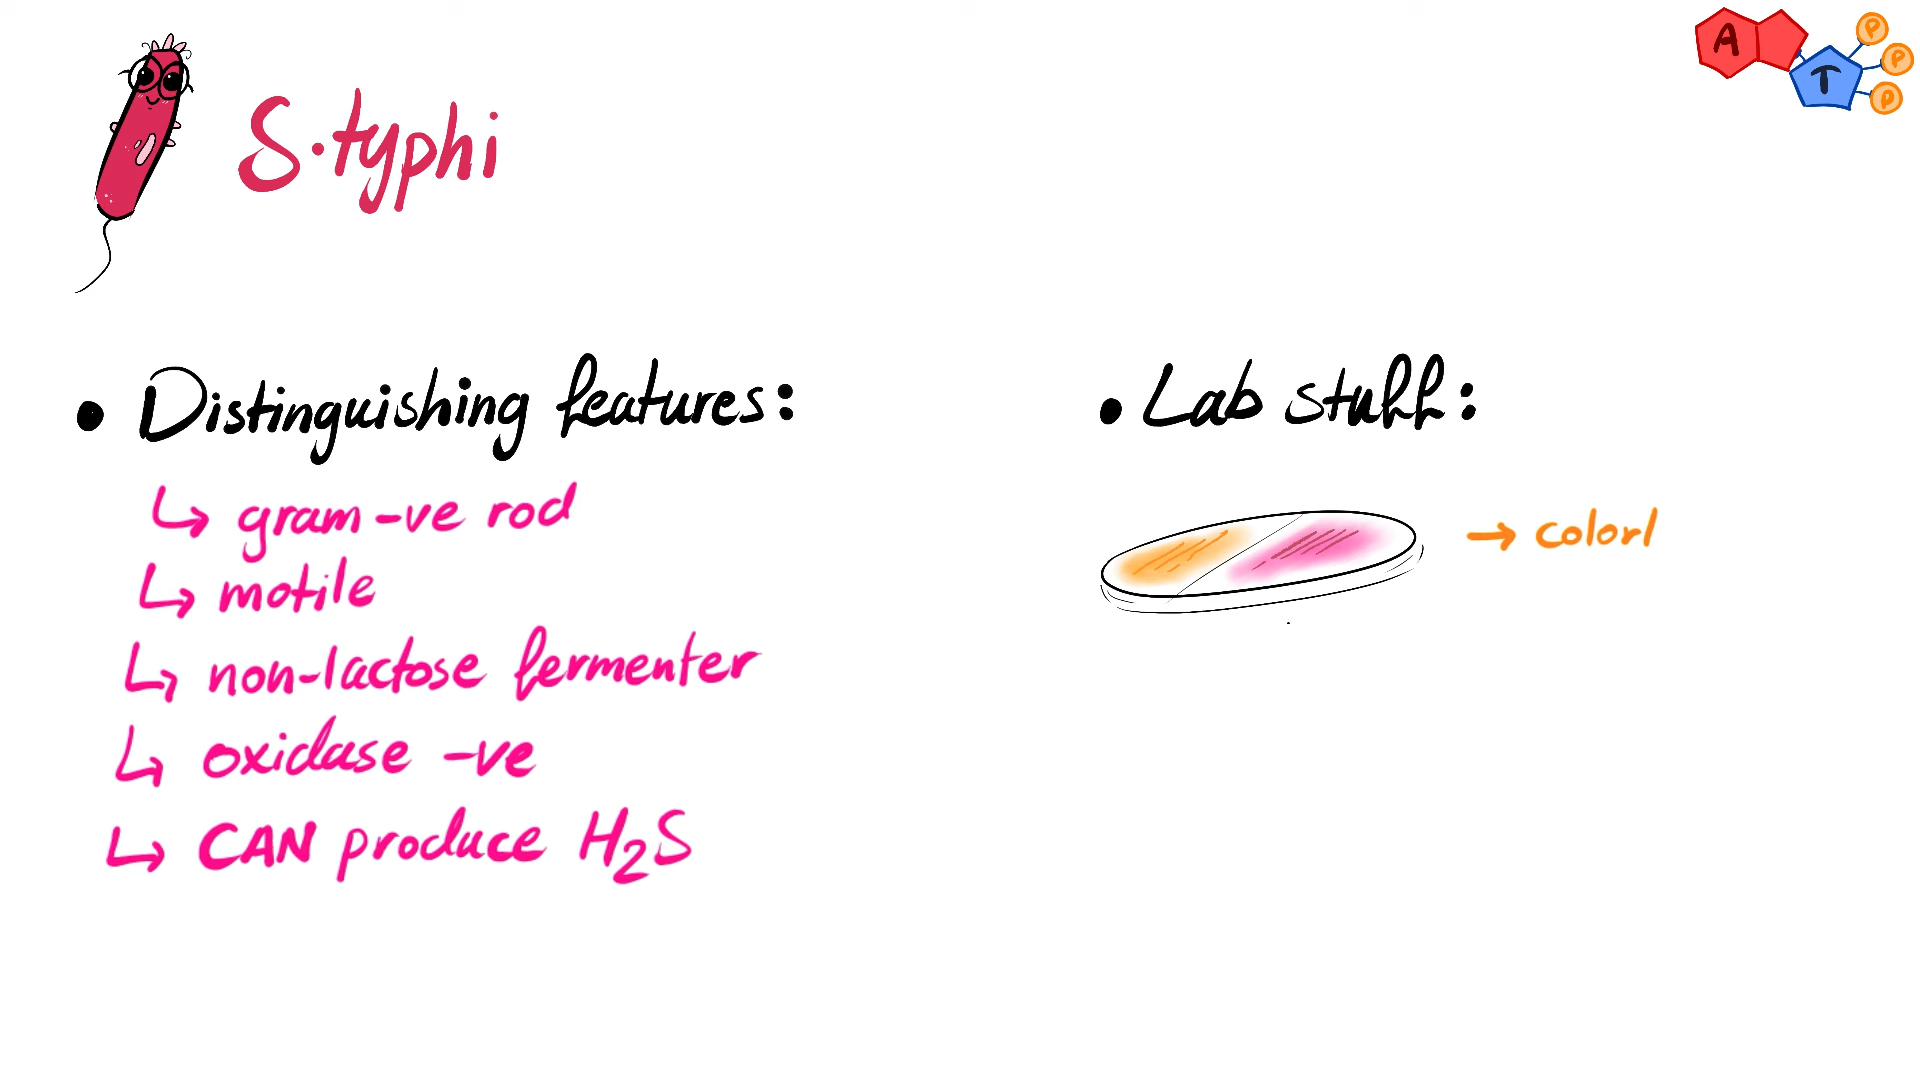 S.typhi
A T P P P
• Distinguishing features:
↳ gram -ve rod
↳ motile
↳ non-lactose fermenter
↳ oxidase -ve
↳ CAN produce H₂S
• Lab stuff:
→ colorl